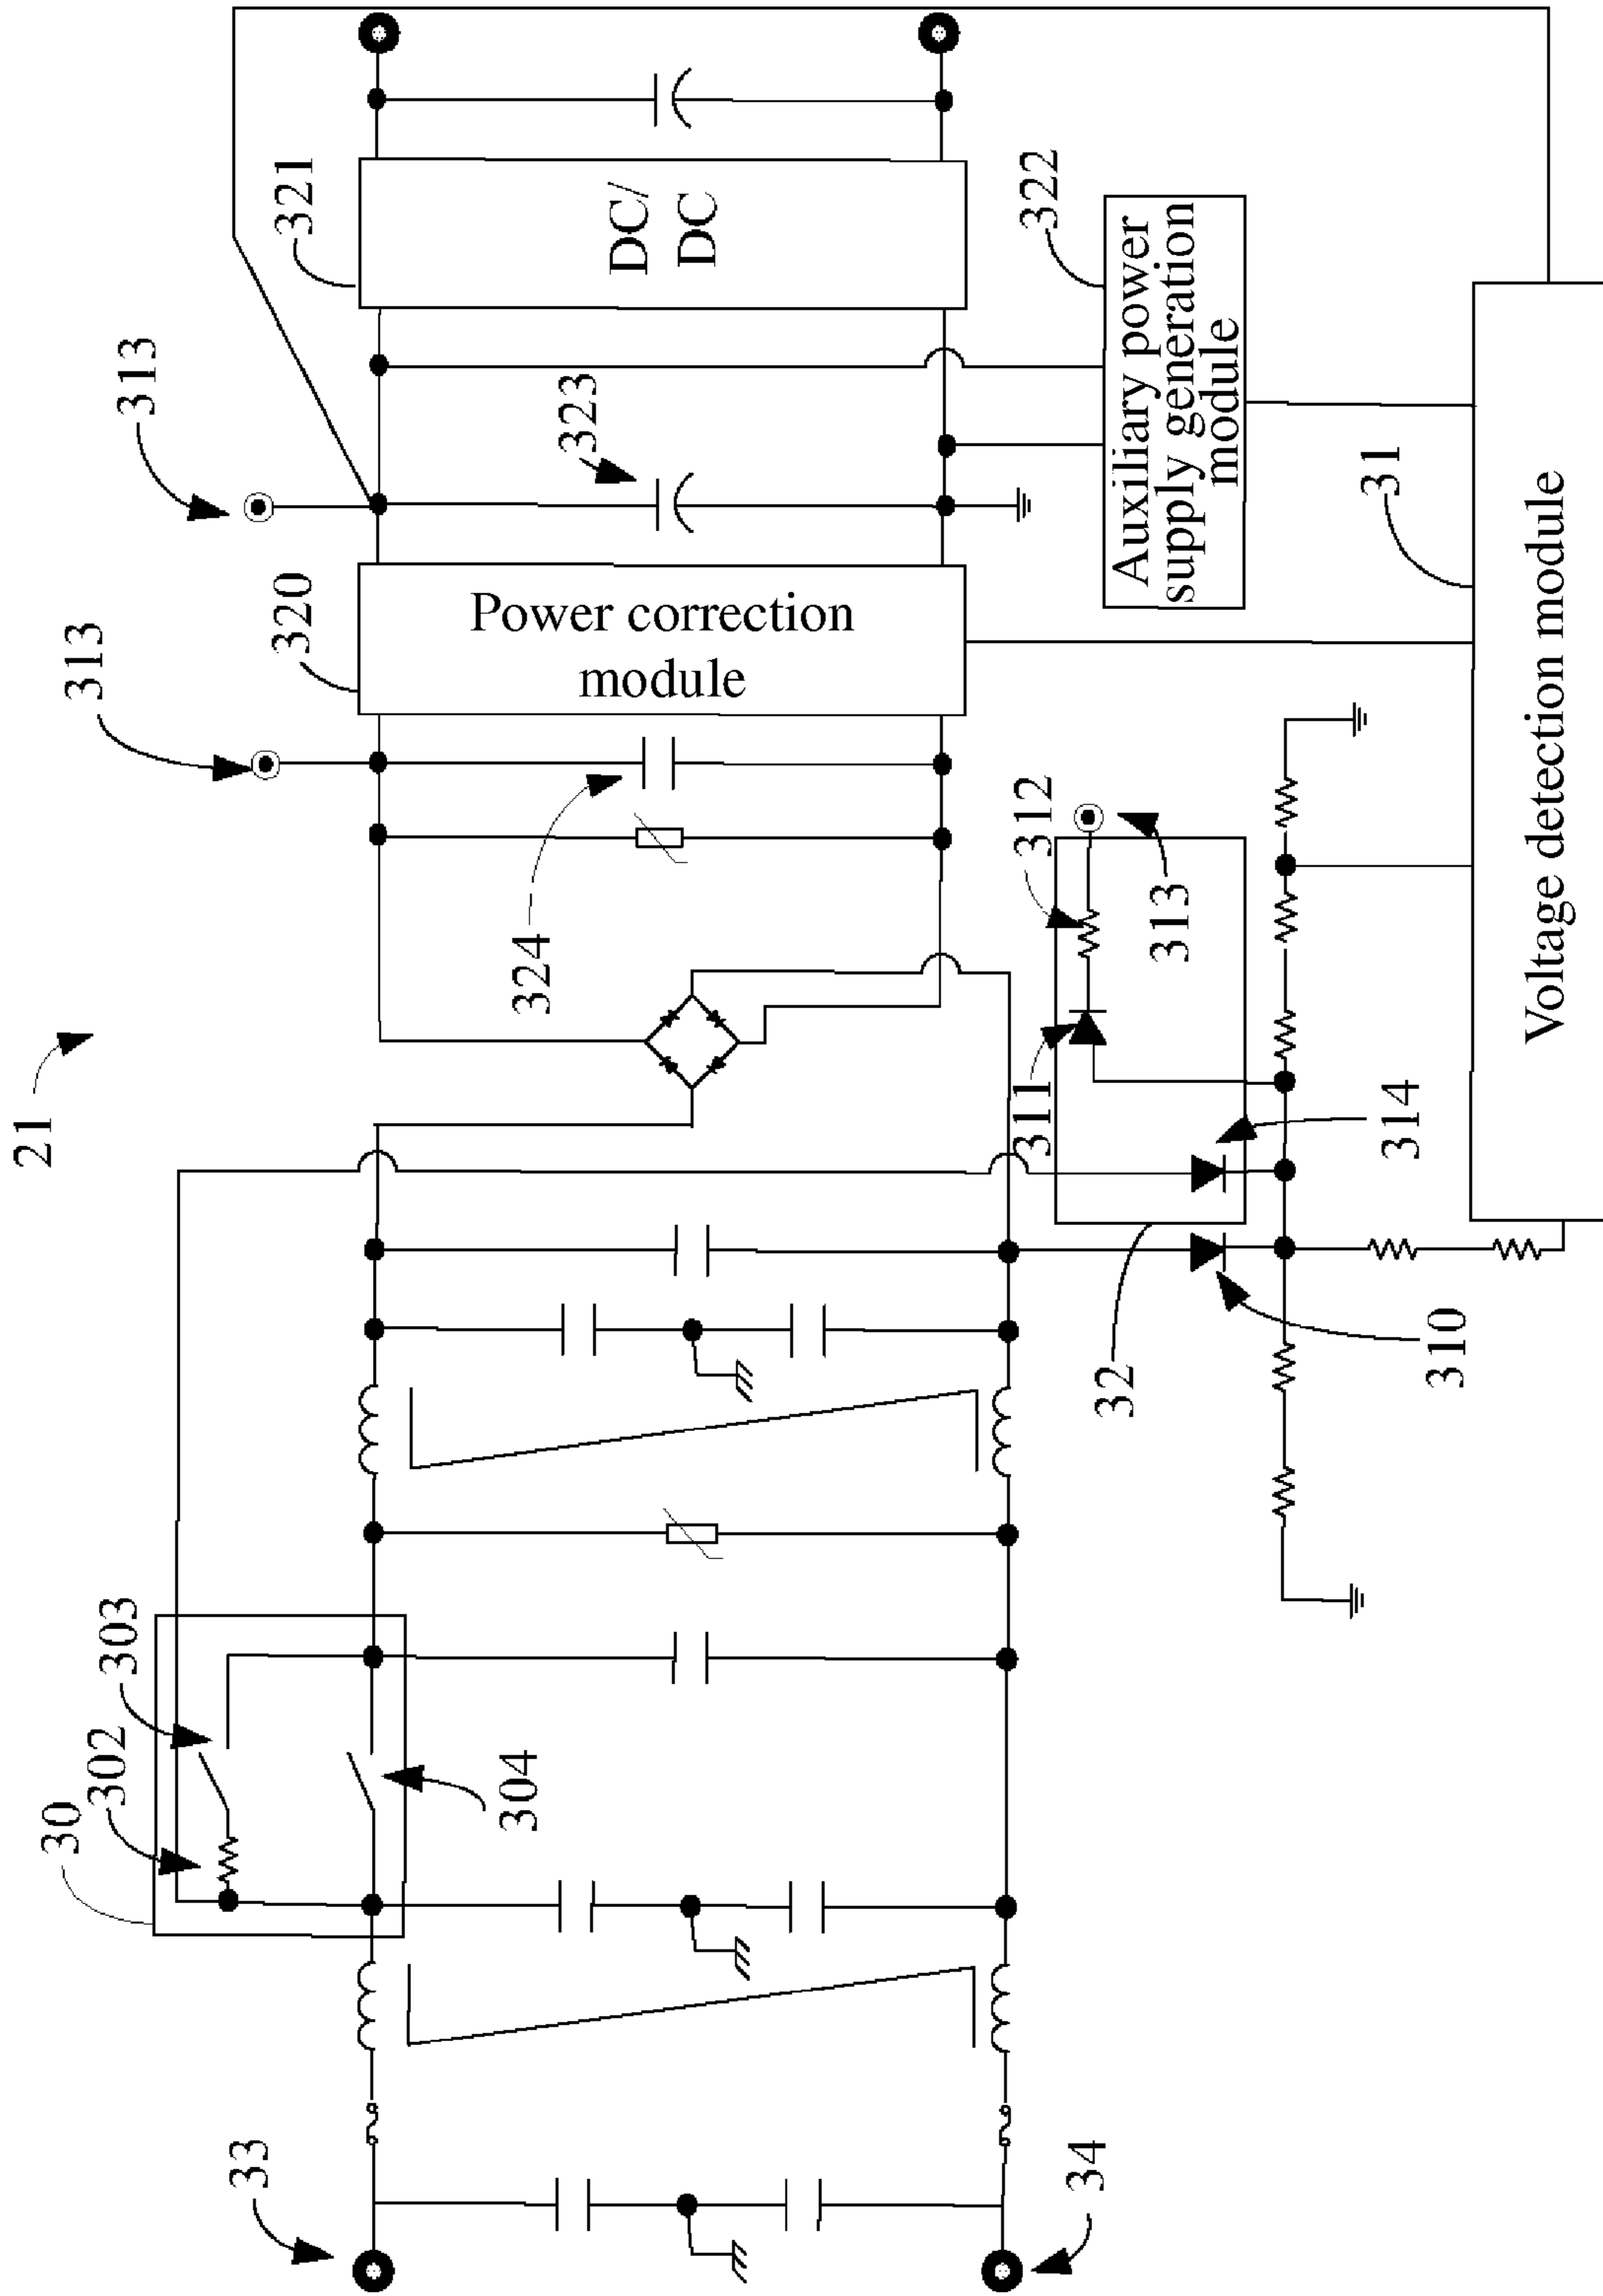 21
313
313
321
320
323
DC/
DC
Power correction
module
324
322
Auxiliary power
supply generation
module
303
302
30
304
312
313
311
314
32
310
31
Voltage detection module
33
34